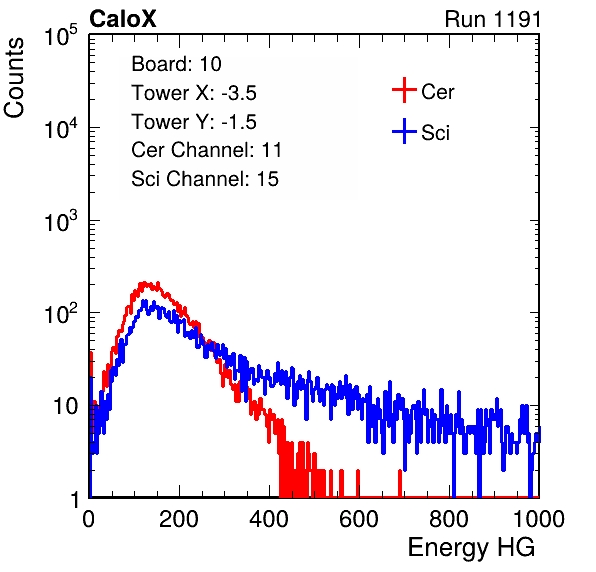 CaloX Run 1191
Counts
10^5
10^4
10^3
10^2
10
1
Board: 10
Tower X: -3.5
Tower Y: -1.5
Cer Channel: 11
Sci Channel: 15
Cer
Sci
0 200 400 600 800 1000
Energy HG